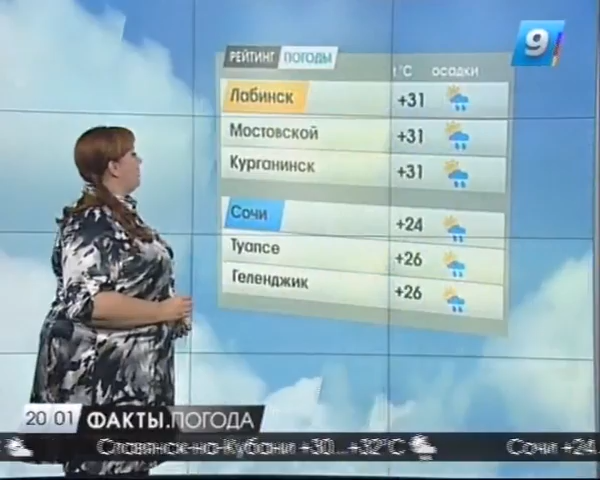 9
РЕЙТИНГ ПОГОДЫ
t °C осадки
Лабинск +31
Мостовской +31
Курганинск +31
Сочи +24
Туапсе +26
Геленджик +26
20 01 ФАКТЫ.ПОГОДА
Славянск-на-Кубани +30...+32°C Сочи +24